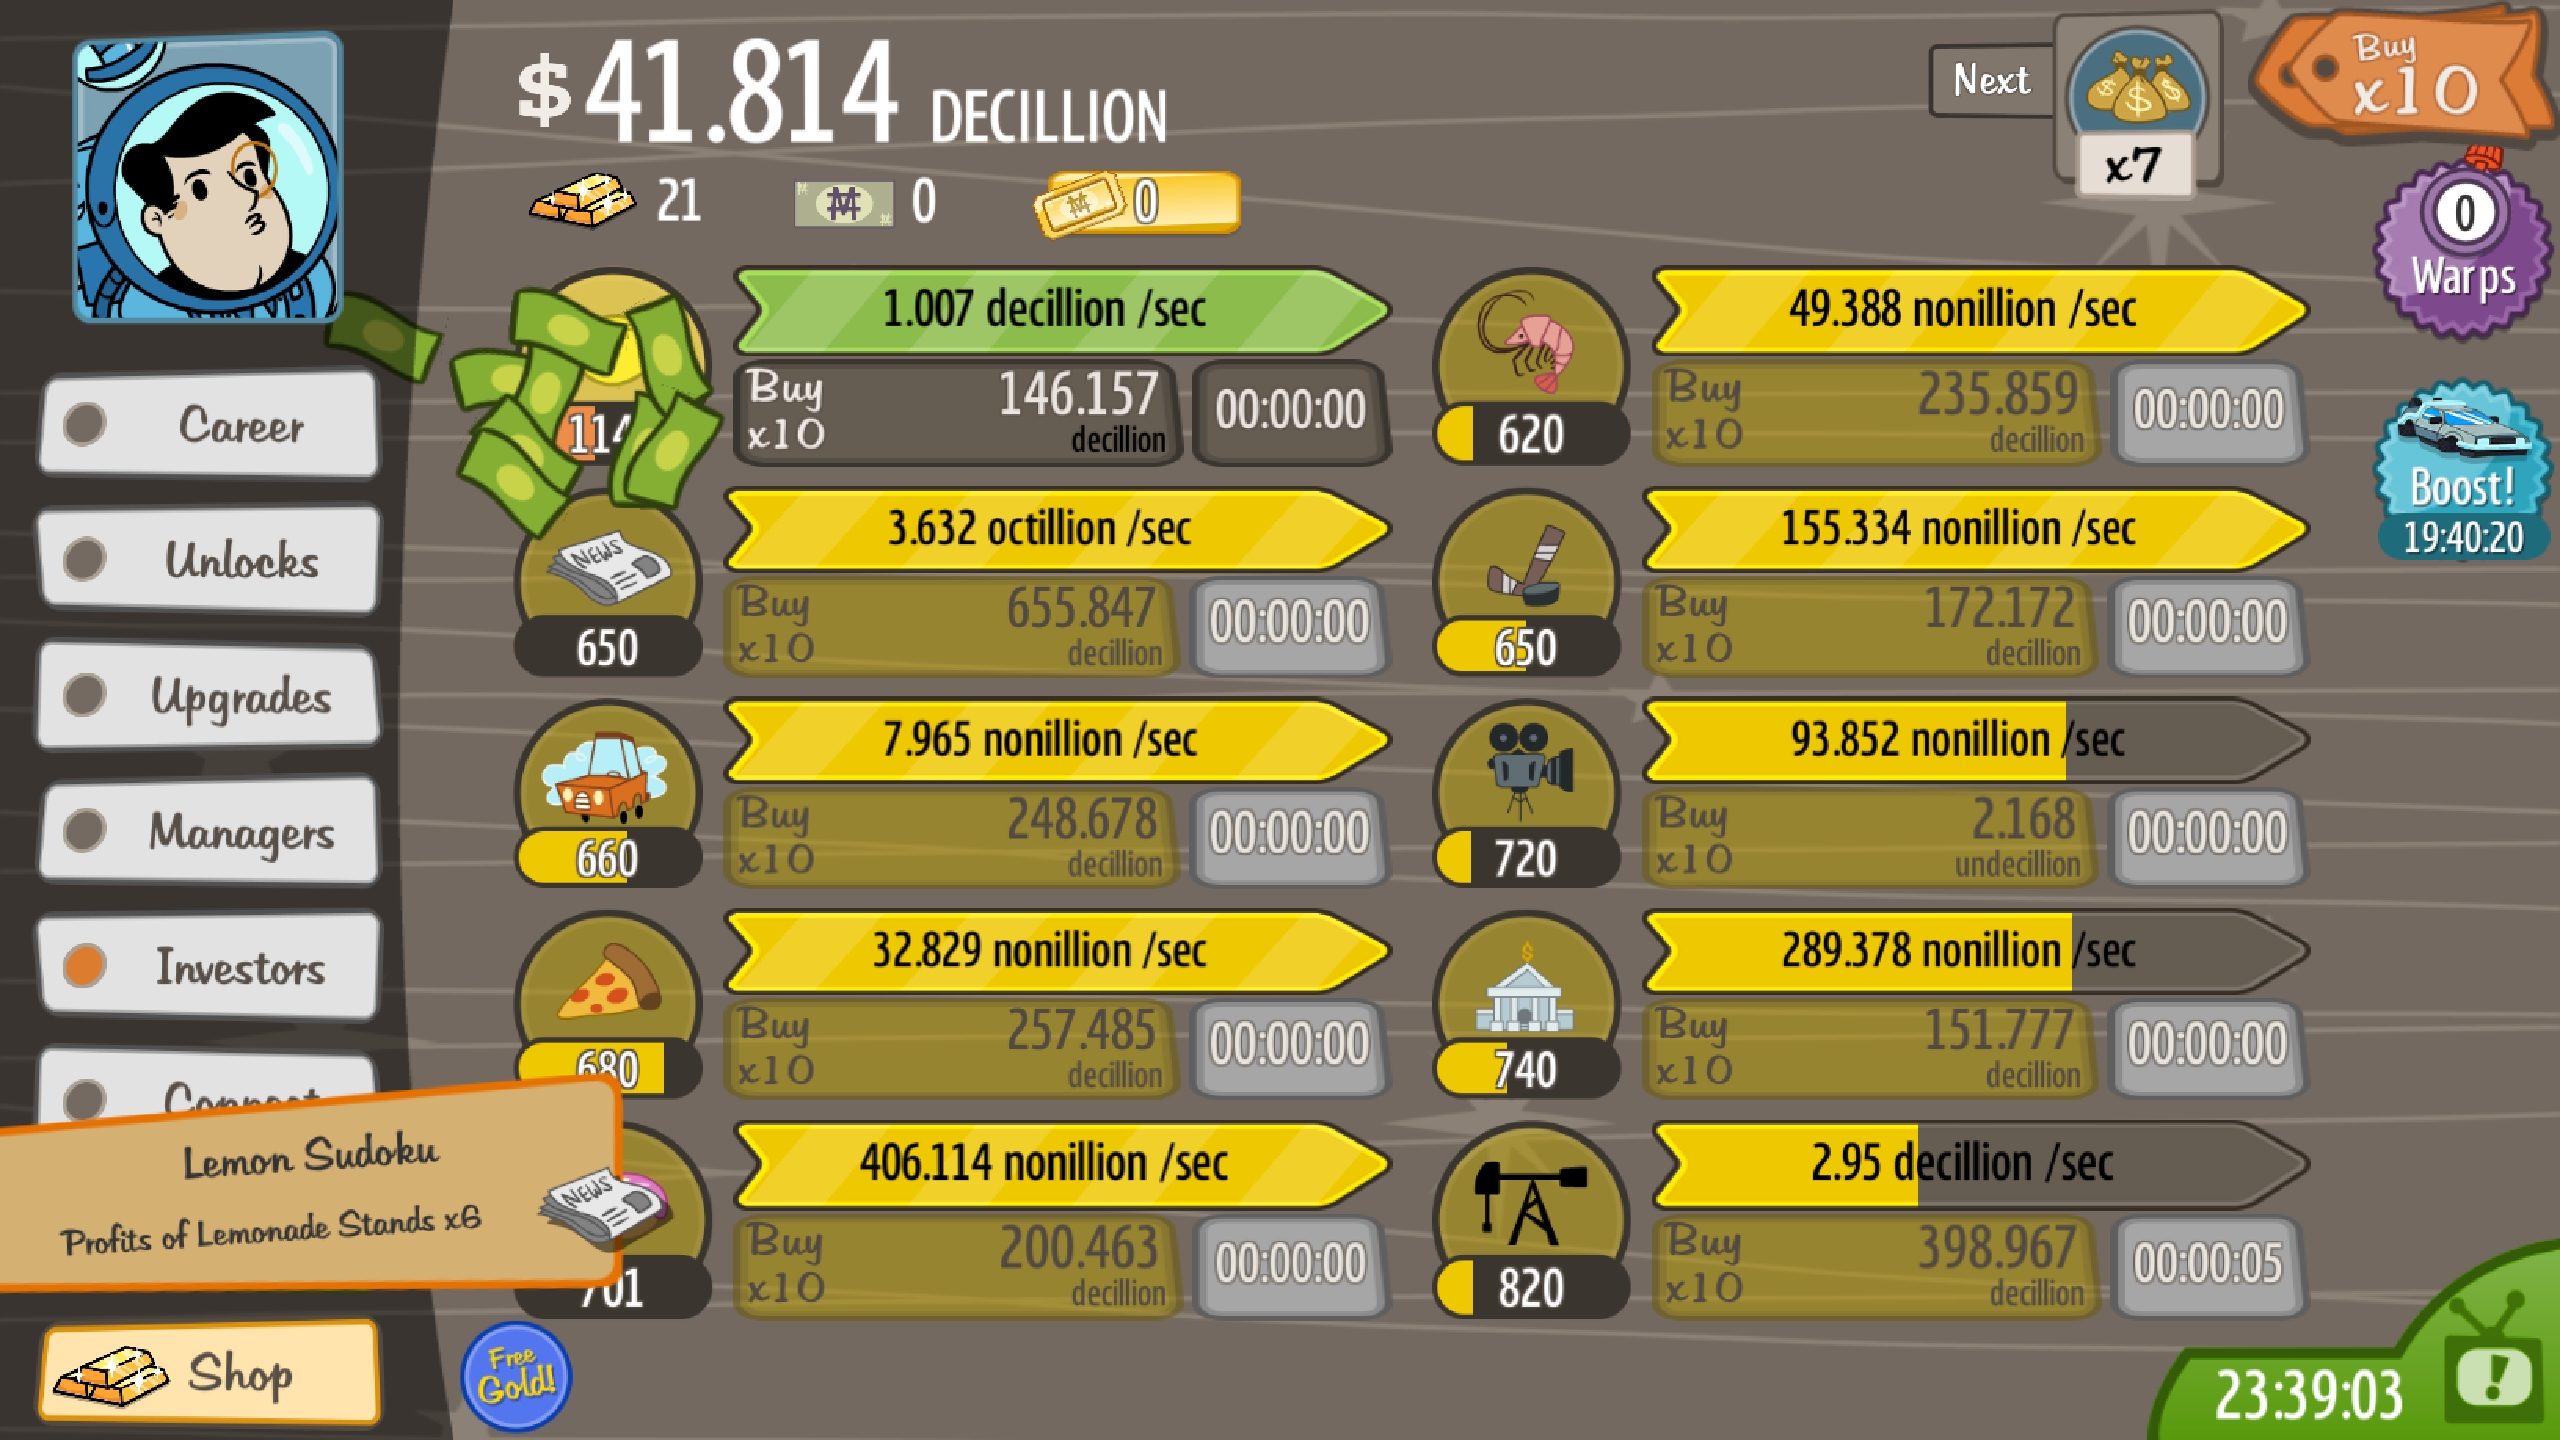 $41.814 DECILLION
Next
x7
Buy
x10
21
0
0
0
Warps
Boost!
19:40:20
Career
Unlocks
Upgrades
Managers
Investors
Connect
Lemon Sudoku
Profits of Lemonade Stands x6
NEWS
Shop
Free
Gold!
1.007 decillion /sec
Buy
x10
146.157
decillion
00:00:00
49.388 nonillion /sec
620
Buy
x10
235.859
decillion
00:00:00
NEWS
650
3.632 octillion /sec
Buy
x10
655.847
decillion
00:00:00
650
155.334 nonillion /sec
Buy
x10
172.172
decillion
00:00:00
660
7.965 nonillion /sec
Buy
x10
248.678
decillion
00:00:00
720
93.852 nonillion /sec
Buy
x10
2.168
undecillion
00:00:00
680
32.829 nonillion /sec
Buy
x10
257.485
decillion
00:00:00
740
289.378 nonillion /sec
Buy
x10
151.777
decillion
00:00:00
701
406.114 nonillion /sec
Buy
x10
200.463
decillion
00:00:00
820
2.95 decillion /sec
Buy
x10
398.967
decillion
00:00:05
23:39:03